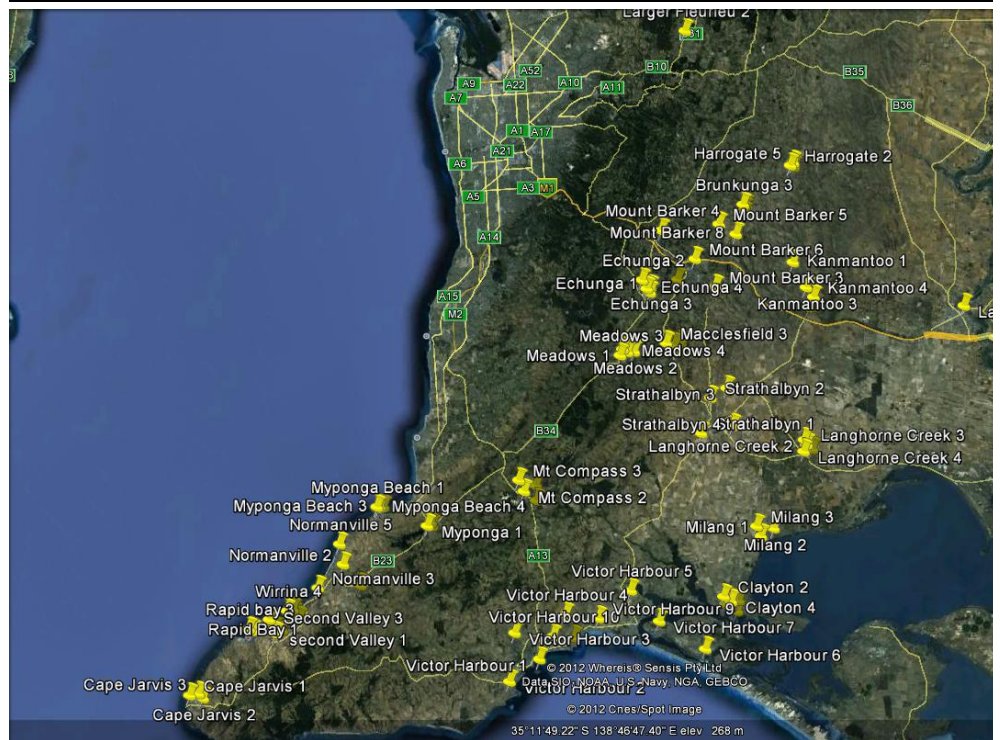 Larger Fleurieu 2
B1
A52
B10
A9
A22
A10
A11
B35
A7
B36
A1
A17
A21
A6
Harrogate 5
Harrogate 2
A3
M1
A5
Brunkunga 3
Mount Barker 4
Mount Barker 5
A14
Mount Barker 8
Mount Barker 6
Echunga 2
Kanmantoo 1
Echunga 1
Echunga 4
Mount Barker 3
Kanmantoo 4
A15
Echunga 3
Kanmantoo 3
La
M2
Meadows 3
Macclesfield 3
Meadows 1
Meadows 4
Meadows 2
Strathalbyn 3
Strathalbyn 2
Strathalbyn 4
Strathalbyn 1
B34
Langhorne Creek 3
Langhorne Creek 2
Langhorne Creek 4
Mt Compass 3
Myponga Beach 1
Mt Compass 2
Myponga Beach 3
Myponga Beach 4
Normanville 5
Myponga 1
Milang 1
Milang 3
Milang 2
Normanville 2
B23
A13
Normanville 3
Victor Harbour 5
Wirrina 4
Victor Harbour 4
Clayton 2
Rapid bay 3
Second Valley 3
Victor Harbour 10
Victor Harbour 9
Clayton 4
Rapid Bay 1
second Valley 1
Victor Harbour 3
Victor Harbour 7
Victor Harbour 6
Victor Harbour 1
© 2012 Whereis® Sensis Pty Ltd
Data SIO, NOAA, U.S. Navy, NGA, GEBCO
Cape Jarvis 3
Cape Jarvis 1
Victor Harbour 2
Cape Jarvis 2
© 2012 Cnes/Spot Image
35°11'49.22" S 138°46'47.40" E elev 268 m